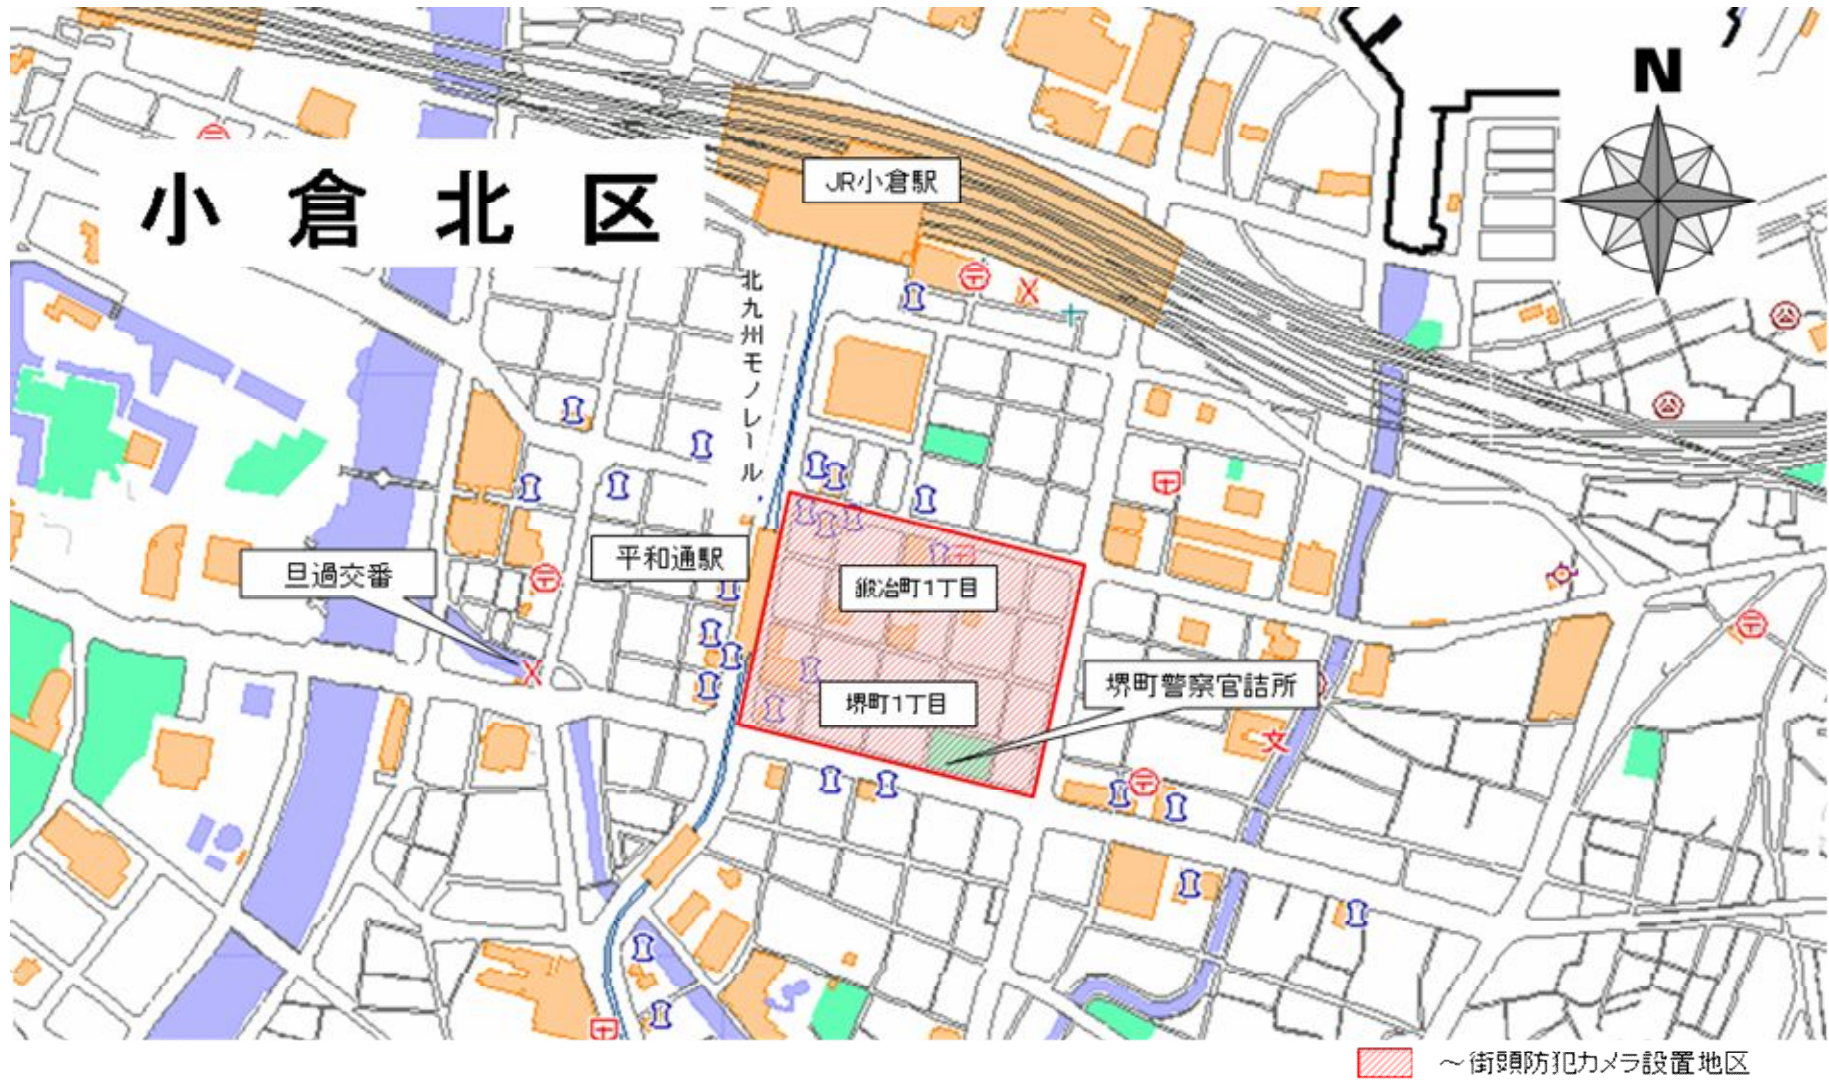 N
JR小倉駅
小倉北区
北九州モノレール
平和通駅
旦過交番
鍛冶町1丁目
堺町警察官詰所
堺町1丁目
文
～街頭防犯カメラ設置地区